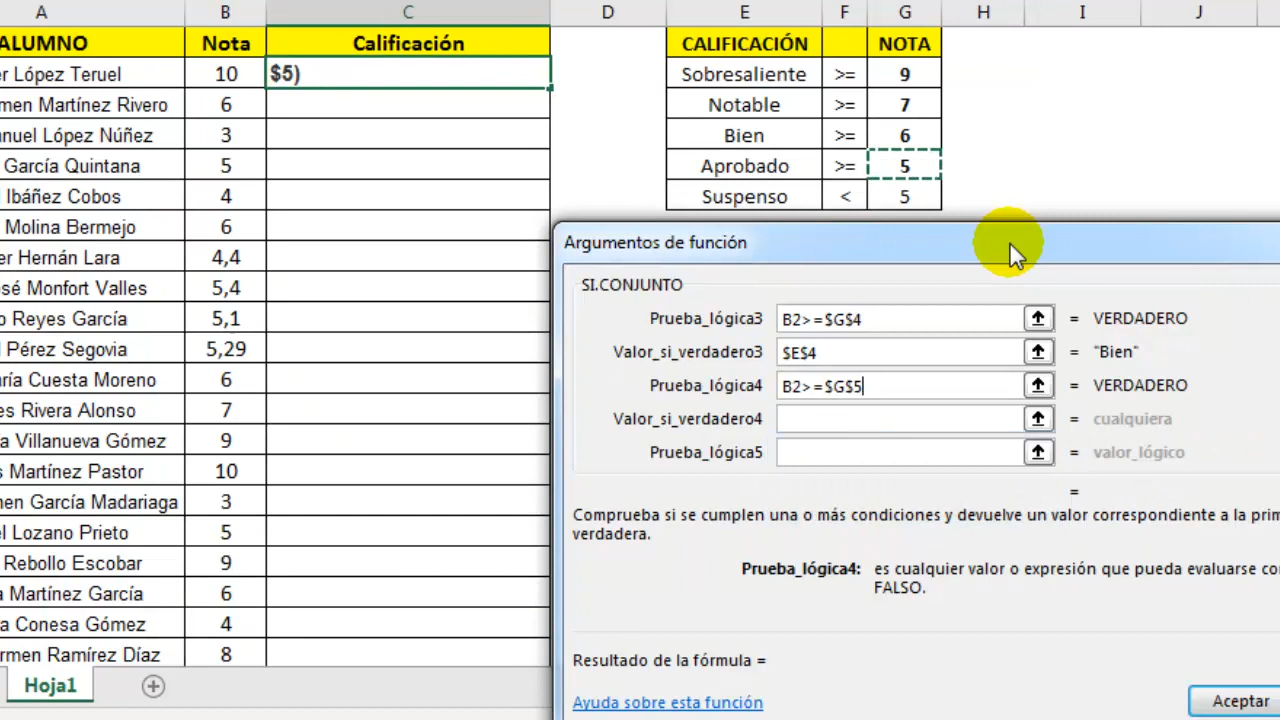 A B C D E F G H I J
ALUMNO Nota Calificación CALIFICACIÓN NOTA
er López Teruel 10 $5) Sobresaliente >= 9
men Martínez Rivero 6 Notable >= 7
nuel López Núñez 3 Bien >= 6
García Quintana 5 Aprobado >= 5
Ibáñez Cobos 4 Suspenso < 5
Molina Bermejo 6
er Hernán Lara 4,4
osé Monfort Valles 5,4
o Reyes García 5,1
Pérez Segovia 5,29
ría Cuesta Moreno 6
es Rivera Alonso 7
a Villanueva Gómez 9
s Martínez Pastor 10
men García Madariaga 3
el Lozano Prieto 5
Rebollo Escobar 9
a Martínez García 6
a Conesa Gómez 4
rmen Ramírez Díaz 8
Hoja1
Argumentos de función
SI.CONJUNTO
Prueba_lógica3 B2>=$G$4 = VERDADERO
Valor_si_verdadero3 $E$4 = "Bien"
Prueba_lógica4 B2>=$G$5 = VERDADERO
Valor_si_verdadero4 = cualquiera
Prueba_lógica5 = valor_lógico
=
Comprueba si se cumplen una o más condiciones y devuelve un valor correspondiente a la prim
verdadera.
Prueba_lógica4: es cualquier valor o expresión que pueda evaluarse co
FALSO.
Resultado de la fórmula =
Ayuda sobre esta función
Aceptar